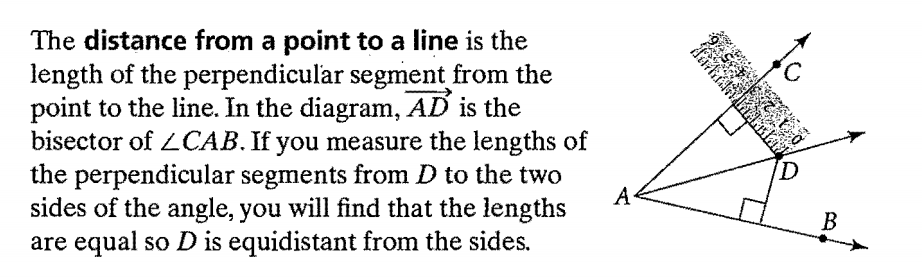 The distance from a point to a line is the
length of the perpendicular segment from the
point to the line. In the diagram, AD is the
bisector of ∠CAB. If you measure the lengths of
the perpendicular segments from D to the two
sides of the angle, you will find that the lengths
are equal so D is equidistant from the sides.
C
D
A
B